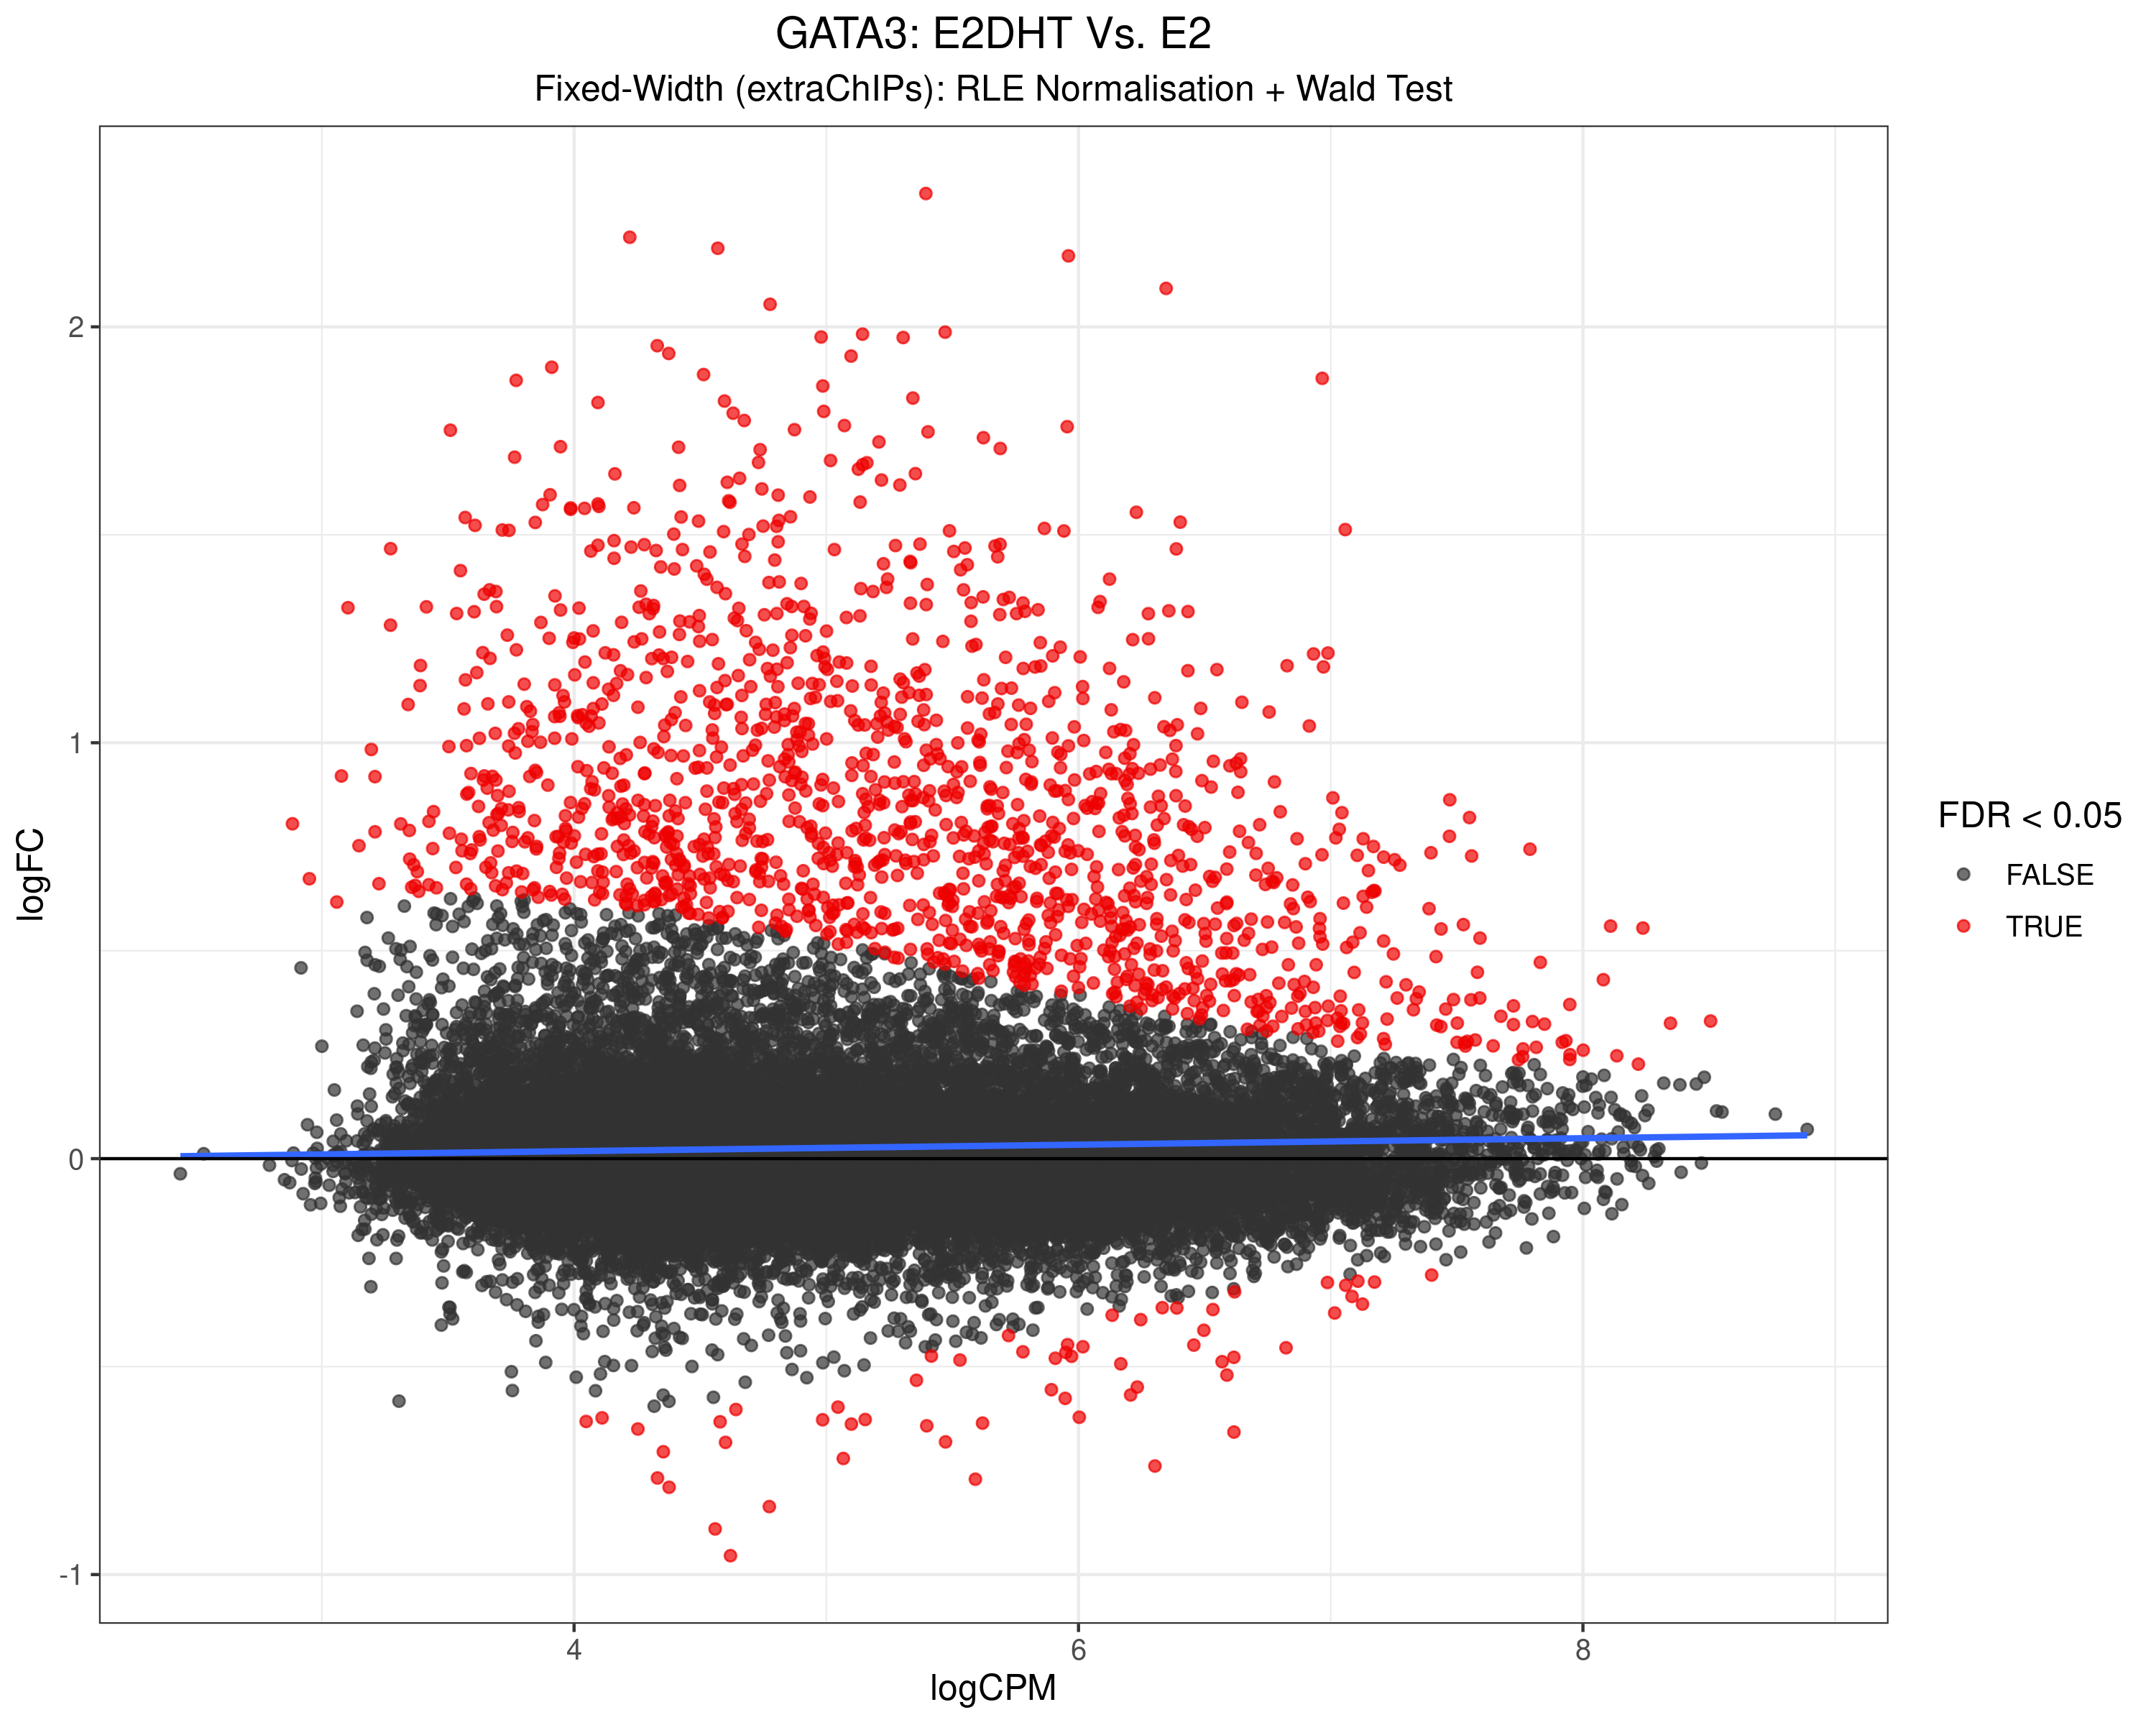 GATA3: E2DHT Vs. E2
Fixed-Width (extraChIPs): RLE Normalisation + Wald Test
logFC
2
1
0
-1
4
6
8
logCPM
FDR < 0.05
FALSE
TRUE